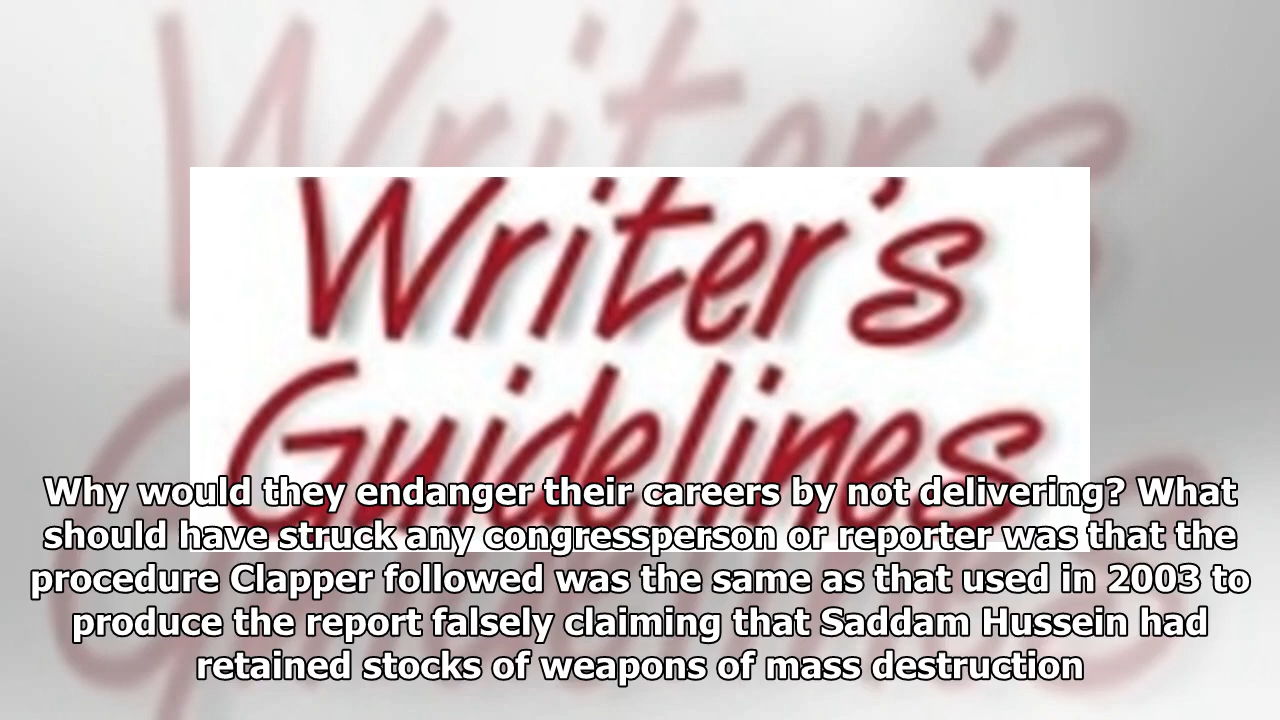 Writer's
Guidelines
Why would they endanger their careers by not delivering? What
should have struck any congressperson or reporter was that the
procedure Clapper followed was the same as that used in 2003 to
produce the report falsely claiming that Saddam Hussein had
retained stocks of weapons of mass destruction